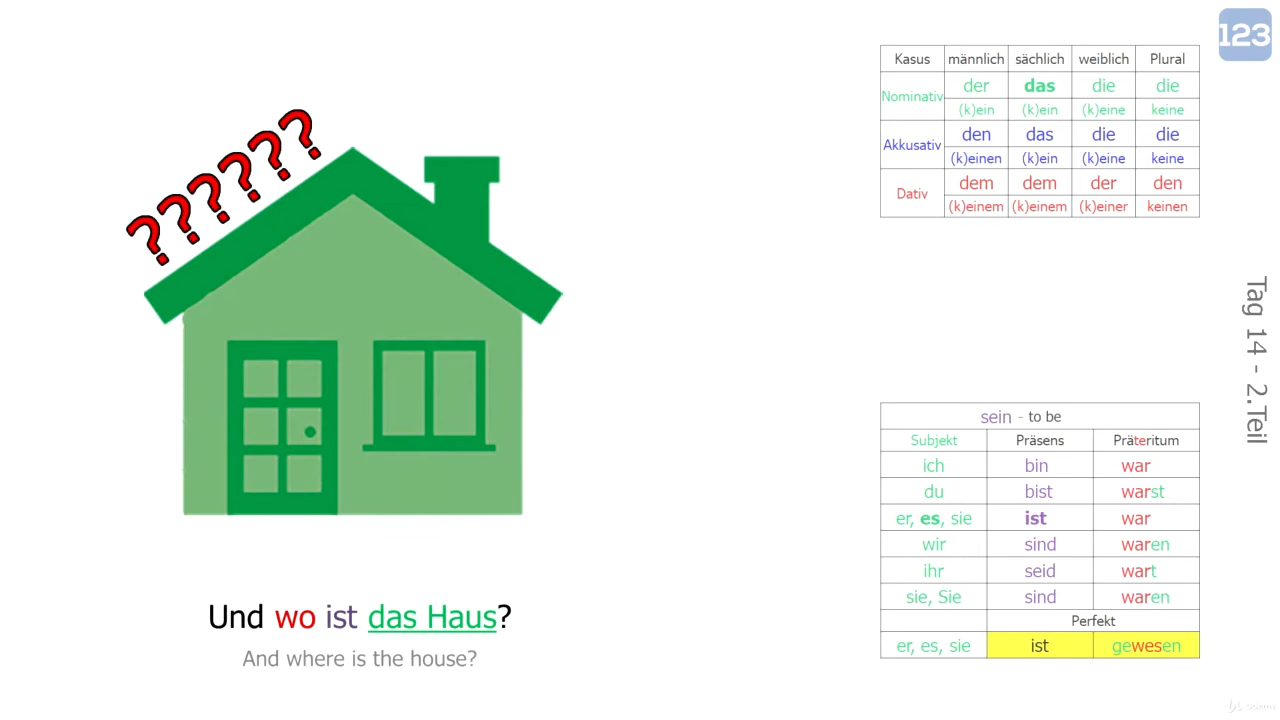 123
??????
Und wo ist das Haus?
And where is the house?
Kasus männlich sächlich weiblich Plural
Nominativ der das die die
(k)ein (k)ein (k)eine keine
Akkusativ den das die die
(k)einen (k)ein (k)eine keine
Dativ dem dem der den
(k)einem (k)einem (k)einer keinen
Tag 14 - 2.Teil
sein - to be
Subjekt Präsens Präteritum
ich bin war
du bist warst
er, es, sie ist war
wir sind waren
ihr seid wart
sie, Sie sind waren
Perfekt
er, es, sie ist gewesen